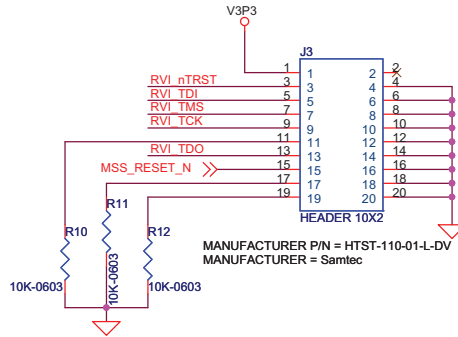 V3P3
J3
1 1 2 2
RVI_nTRST 3 3 4 4
RVI_TDI 5 5 6 6
RVI_TMS 7 7 8 8
RVI_TCK 9 9 10 10
11 11 12 12
RVI_TDO 13 13 14 14
MSS_RESET_N 15 15 16 16
17 17 18 18
19 19 20 20
HEADER 10X2
R10 R11 R12
10K-0603 10K-0603 10K-0603
MANUFACTURER P/N = HTST-110-01-L-DV
MANUFACTURER = Samtec